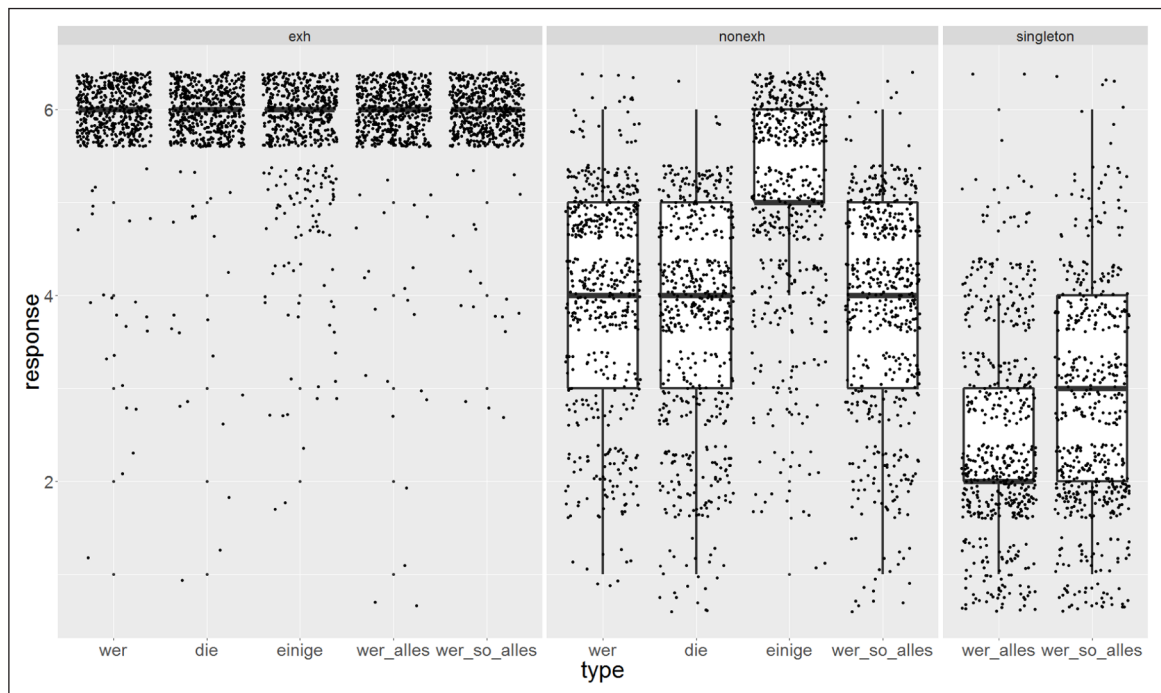 exh nonexh singleton
6
4
2
response
wer die einige wer_alles wer_so_alles wer die einige wer_so_alles wer_alles wer_so_alles
type